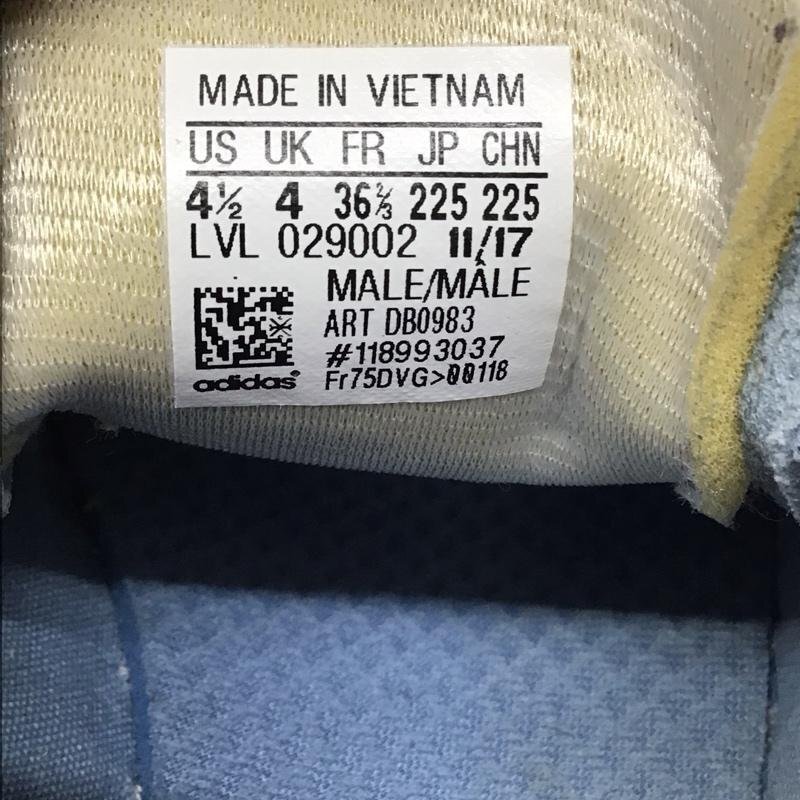 MADE IN VIETNAM
US UK FR JP CHN
4½ 4 36⅔ 225 225
LVL 029002 11/17
MALE/MÂLE
ART DB0983
#118993037
Fr75DVG>00118
adidas